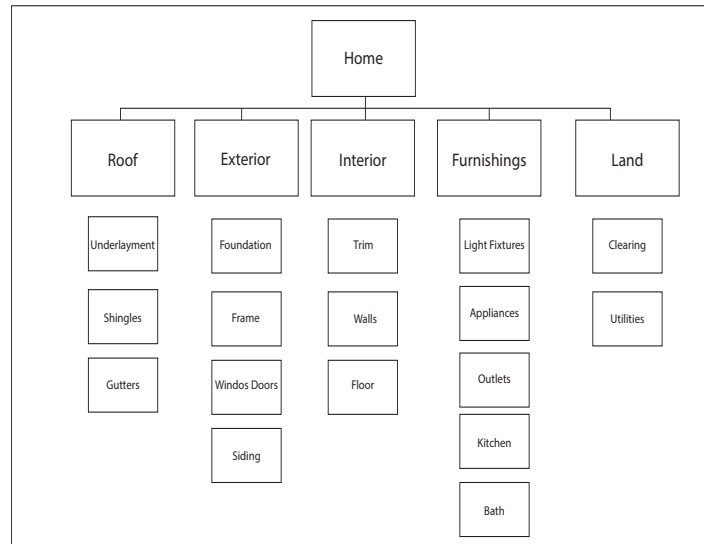 Home
Roof
Exterior
Interior
Furnishings
Land
Underlayment
Foundation
Trim
Light Fixtures
Clearing
Shingles
Frame
Walls
Appliances
Utilities
Gutters
Windos Doors
Floor
Outlets
Siding
Kitchen
Bath